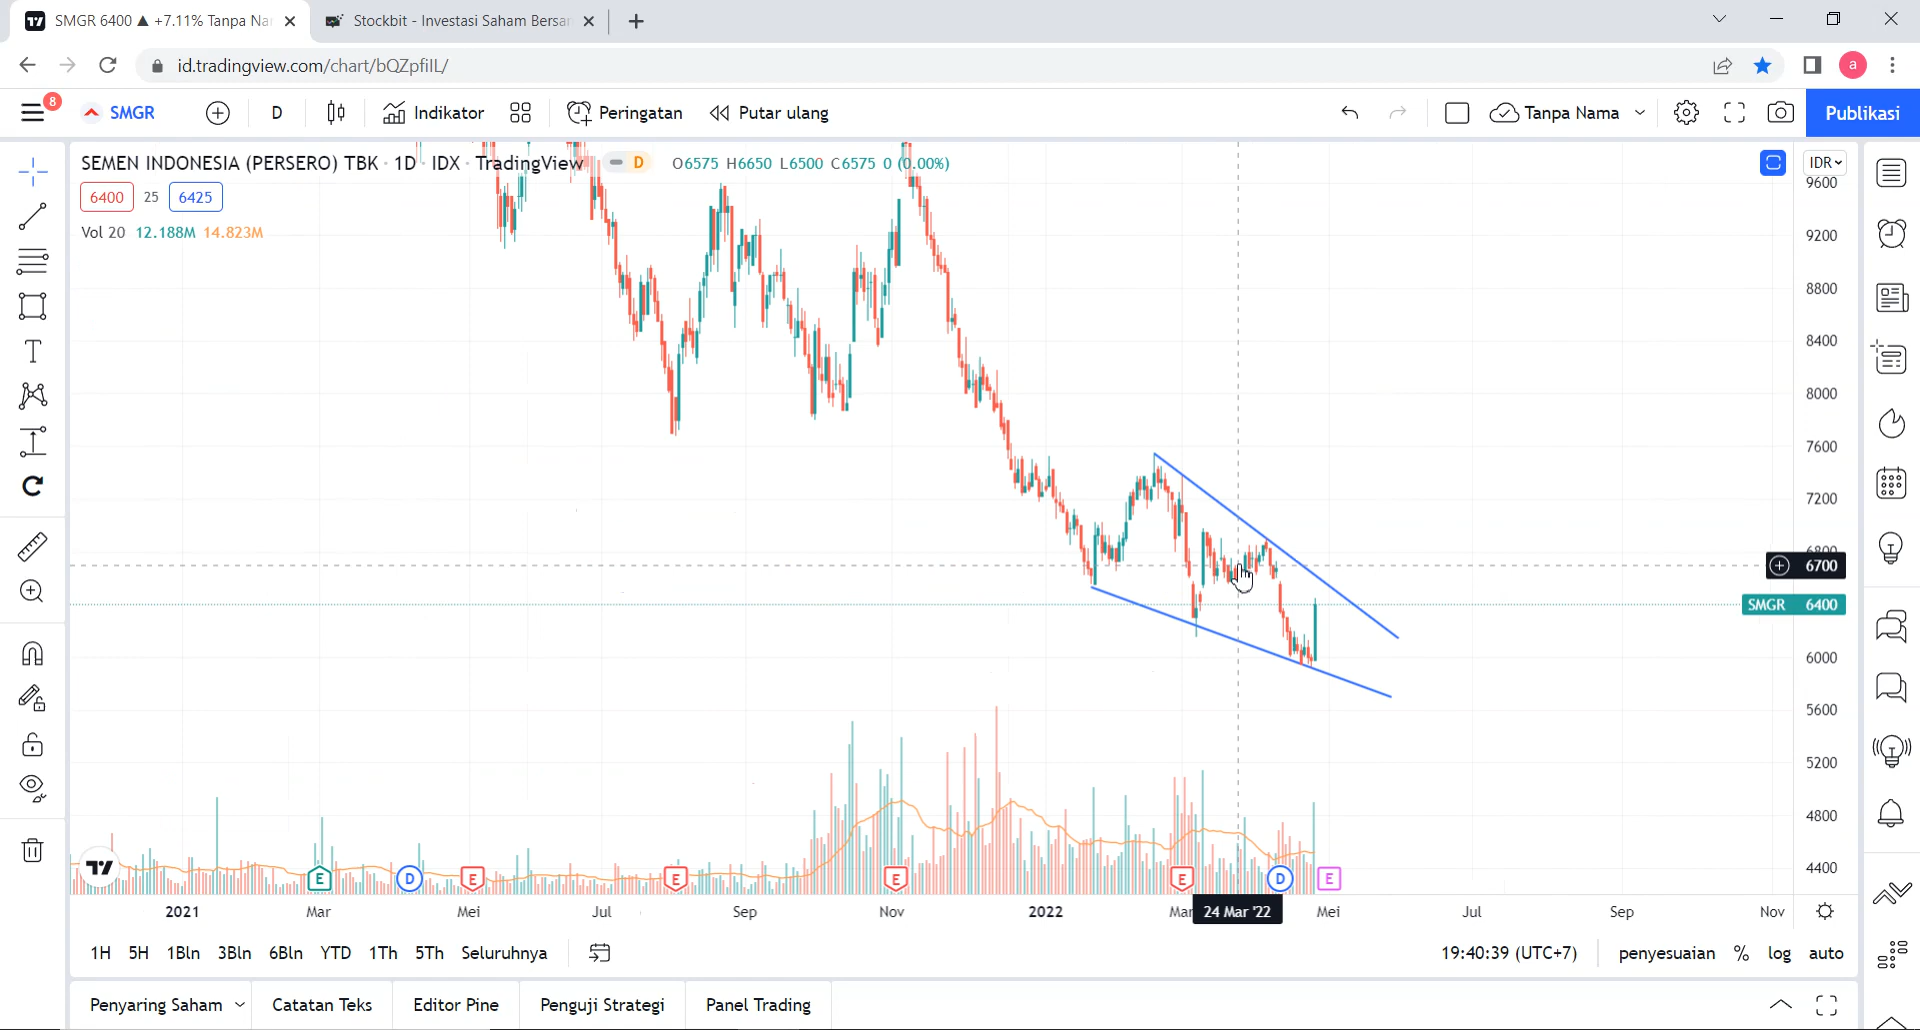 SMGR 6400 ▲ +7.11% Tanpa Na
Stockbit - Investasi Saham Bersan
id.tradingview.com/chart/bQZpfilL/
a
8
SMGR
D
Indikator
Peringatan
Putar ulang
Tanpa Nama
Publikasi
SEMEN INDONESIA (PERSERO) TBK · 1D · IDX · TradingView
D
O6575 H6650 L6500 C6575 0 (0.00%)
IDR
6400 25 6425
Vol 20 12.188M 14.823M
9600
9200
8800
8400
8000
7600
7200
6800
6700
SMGR 6400
6000
5600
5200
4800
4400
E D E E E E D E
2021 Mar Mei Jul Sep Nov 2022 Mar 24 Mar '22 Mei Jul Sep Nov
1H 5H 1Bln 3Bln 6Bln YTD 1Th 5Th Seluruhnya
19:40:39 (UTC+7) penyesuaian % log auto
Penyaring Saham Catatan Teks Editor Pine Penguji Strategi Panel Trading